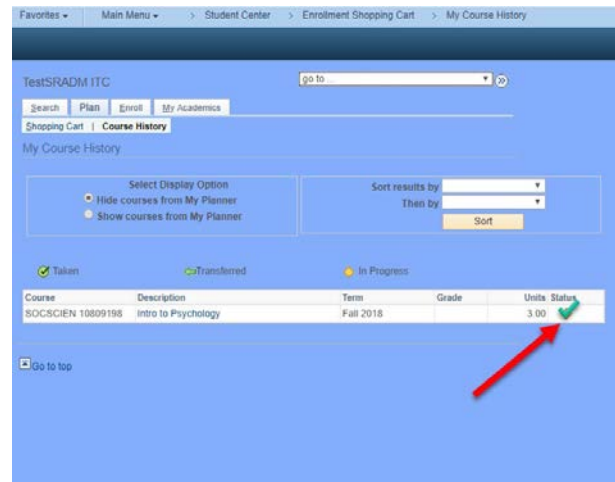 Favorites Main Menu > Student Center > Enrollment Shopping Cart > My Course History
TestSRADM ITC
go to ...
Search Plan Enroll My Academics
Shopping Cart | Course History
My Course History
Select Display Option
Hide courses from My Planner
Show courses from My Planner
Sort results by
Then by
Sort
Taken Transferred In Progress
Course Description Term Grade Units Status
SOCSCIEN 10809198 Intro to Psychology Fall 2018 3.00
Go to top